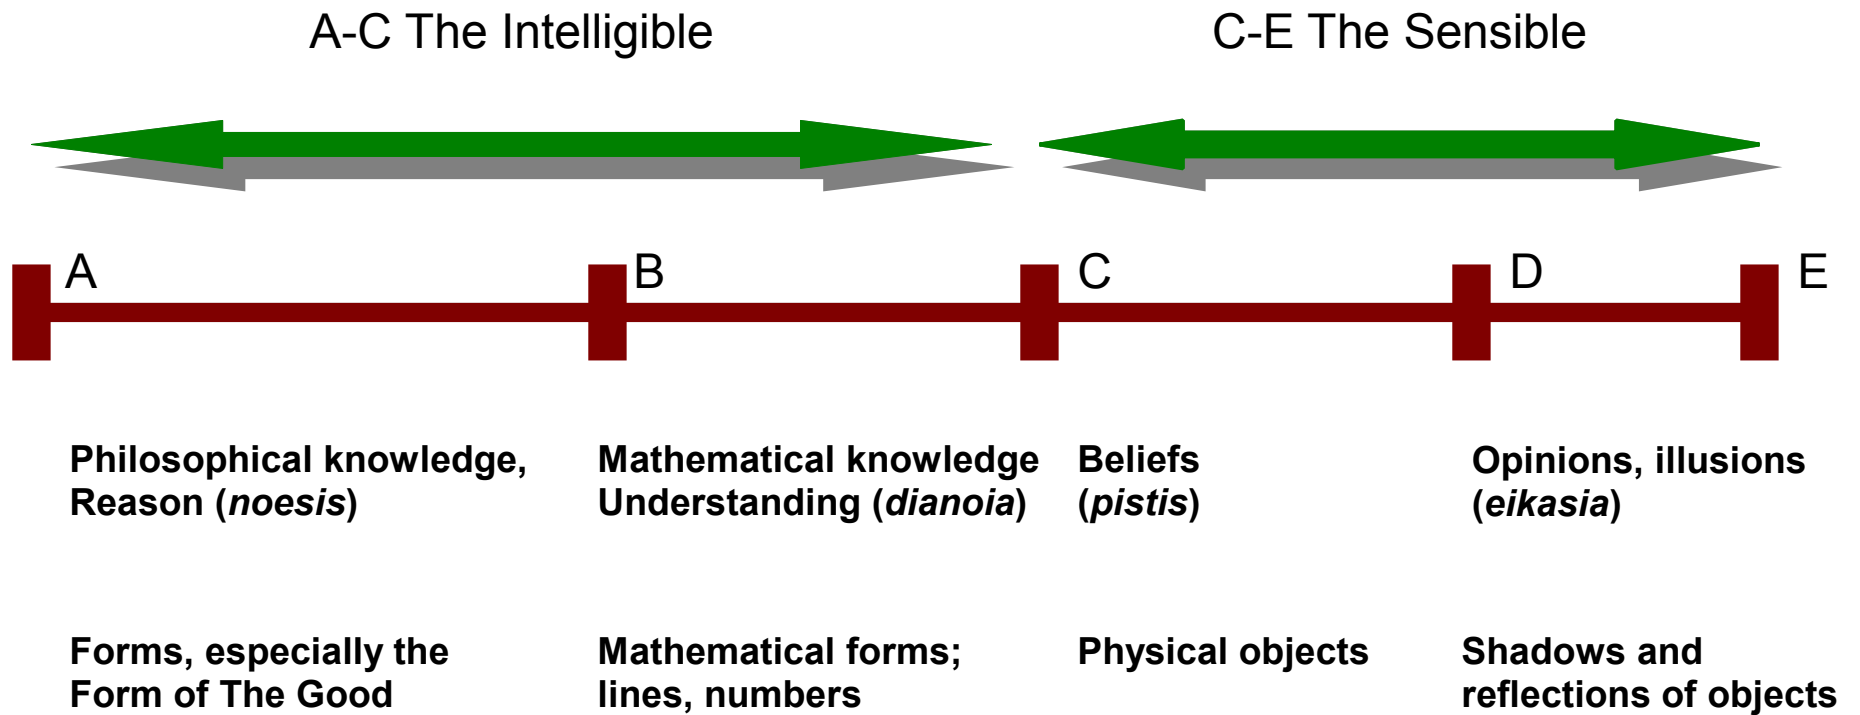 A-C The Intelligible
C-E The Sensible
A
B
C
D
E
Philosophical knowledge,
Reason (noesis)
Mathematical knowledge
Understanding (dianoia)
Beliefs
(pistis)
Opinions, illusions
(eikasia)
Forms, especially the
Form of The Good
Mathematical forms;
lines, numbers
Physical objects
Shadows and
reflections of objects